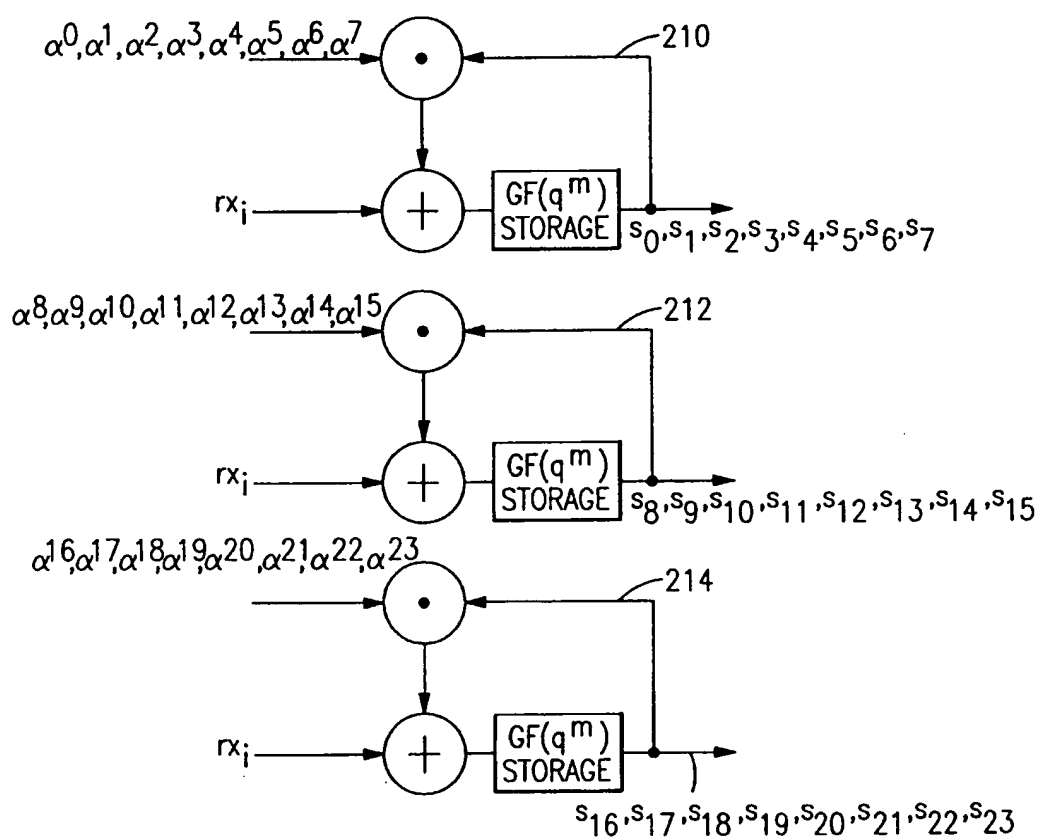 α⁰,α¹,α²,α³,α⁴,α⁵,α⁶,α⁷
210
rxᵢ
GF(qᵐ)
STORAGE
s₀,s₁,s₂,s₃,s₄,s₅,s₆,s₇
α⁸,α⁹,α¹⁰,α¹¹,α¹²,α¹³,α¹⁴,α¹⁵
212
rxᵢ
GF(qᵐ)
STORAGE
s₈,s₉,s₁₀,s₁₁,s₁₂,s₁₃,s₁₄,s₁₅
α¹⁶,α¹⁷,α¹⁸,α¹⁹,α²⁰,α²¹,α²²,α²³
214
rxᵢ
GF(qᵐ)
STORAGE
s₁₆,s₁₇,s₁₈,s₁₉,s₂₀,s₂₁,s₂₂,s₂₃